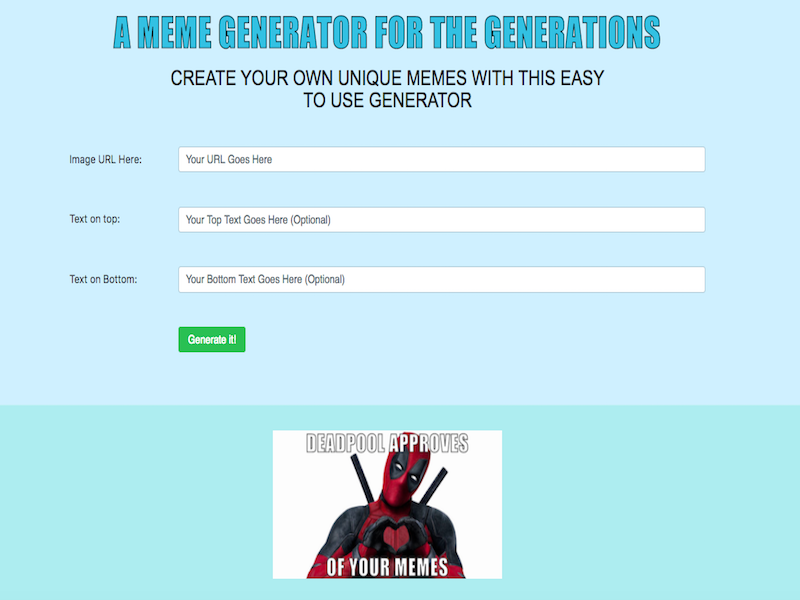 A MEME GENERATOR FOR THE GENERATIONS
CREATE YOUR OWN UNIQUE MEMES WITH THIS EASY
TO USE GENERATOR
Image URL Here:
Your URL Goes Here
Text on top:
Your Top Text Goes Here (Optional)
Text on Bottom:
Your Bottom Text Goes Here (Optional)
Generate it!
DEADPOOL APPROVES
OF YOUR MEMES